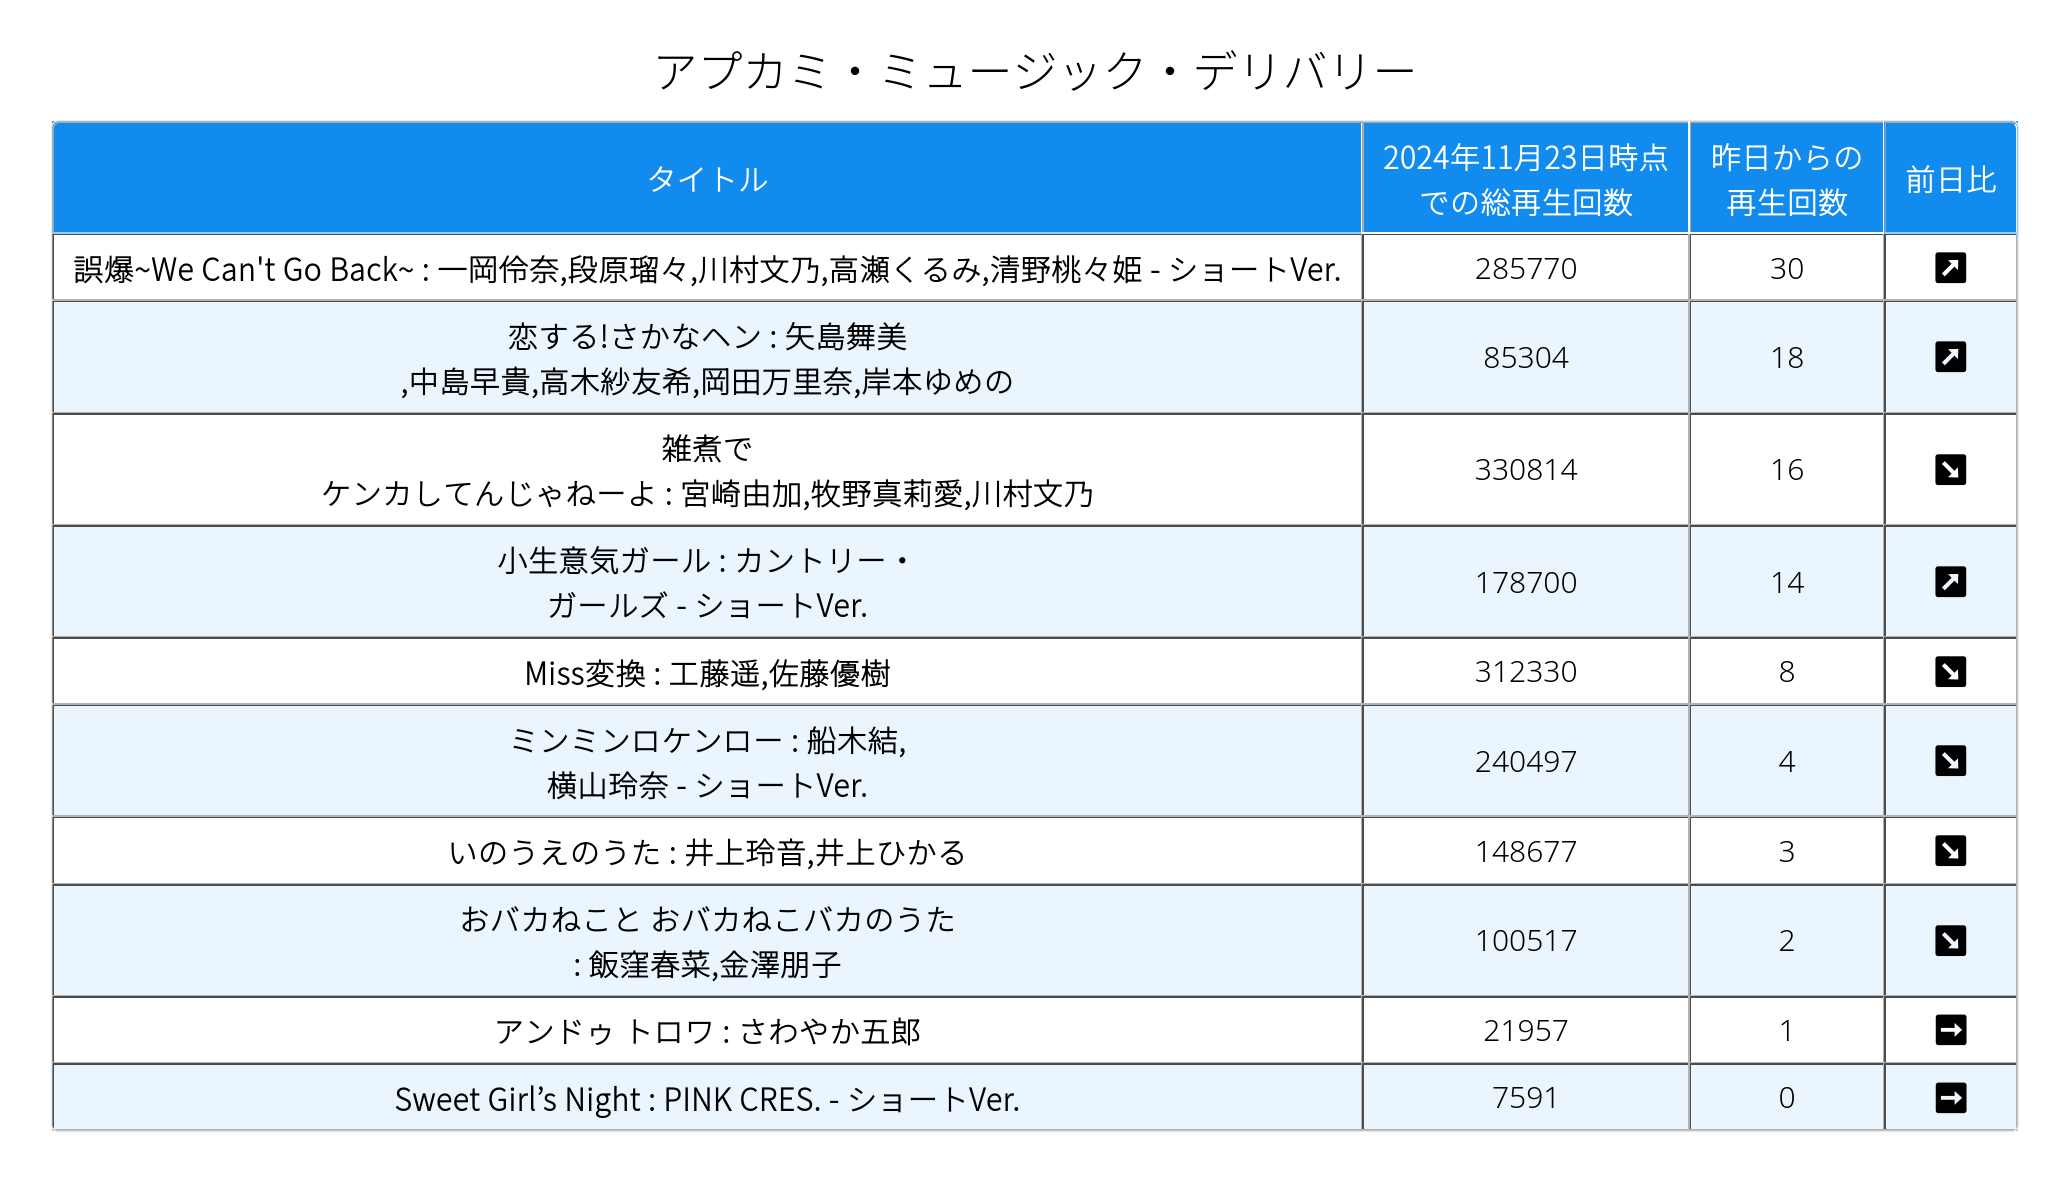 アプカミ・ミュージック・デリバリー
タイトル
2024年11月23日時点
での総再生回数
昨日からの
再生回数
前日比
誤爆~We Can't Go Back~ : 一岡伶奈,段原瑠々,川村文乃,高瀬くるみ,清野桃々姫 - ショートVer.
285770
30
恋する!さかなヘン : 矢島舞美
,中島早貴,高木紗友希,岡田万里奈,岸本ゆめの
85304
18
雑煮で
ケンカしてんじゃねーよ : 宮崎由加,牧野真莉愛,川村文乃
330814
16
小生意気ガール : カントリー・
ガールズ - ショートVer.
178700
14
Miss変換 : 工藤遥,佐藤優樹
312330
8
ミンミンロケンロー : 船木結,
横山玲奈 - ショートVer.
240497
4
いのうえのうた : 井上玲音,井上ひかる
148677
3
おバカねこと おバカねこバカのうた
: 飯窪春菜,金澤朋子
100517
2
アンドゥ トロワ : さわやか五郎
21957
1
Sweet Girl’s Night : PINK CRES. - ショートVer.
7591
0